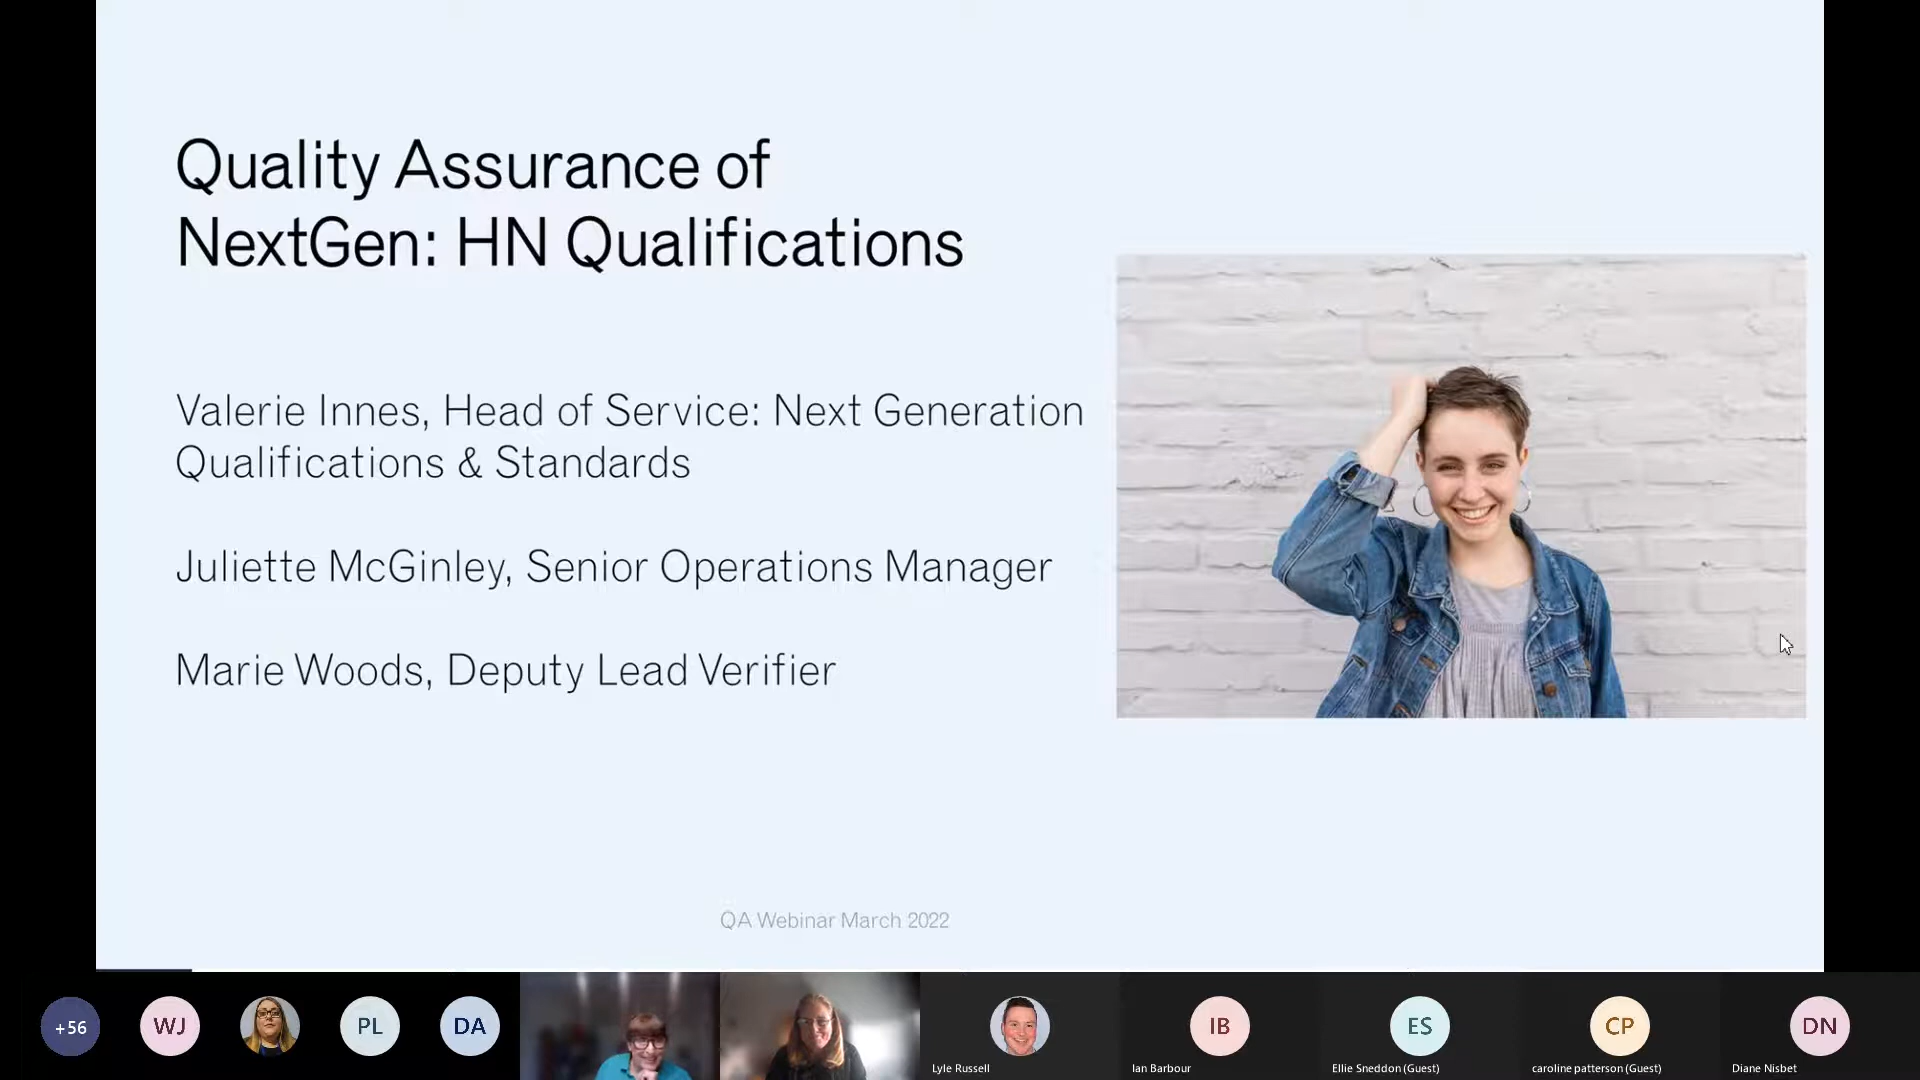 Quality Assurance of
NextGen: HN Qualifications
Valerie Innes, Head of Service: Next Generation
Qualifications & Standards
Juliette McGinley, Senior Operations Manager
Marie Woods, Deputy Lead Verifier
QA Webinar March 2022
+56
WJ
PL
DA
Lyle Russell
IB
Ian Barbour
ES
Ellie Sneddon (Guest)
CP
caroline patterson (Guest)
DN
Diane Nisbet